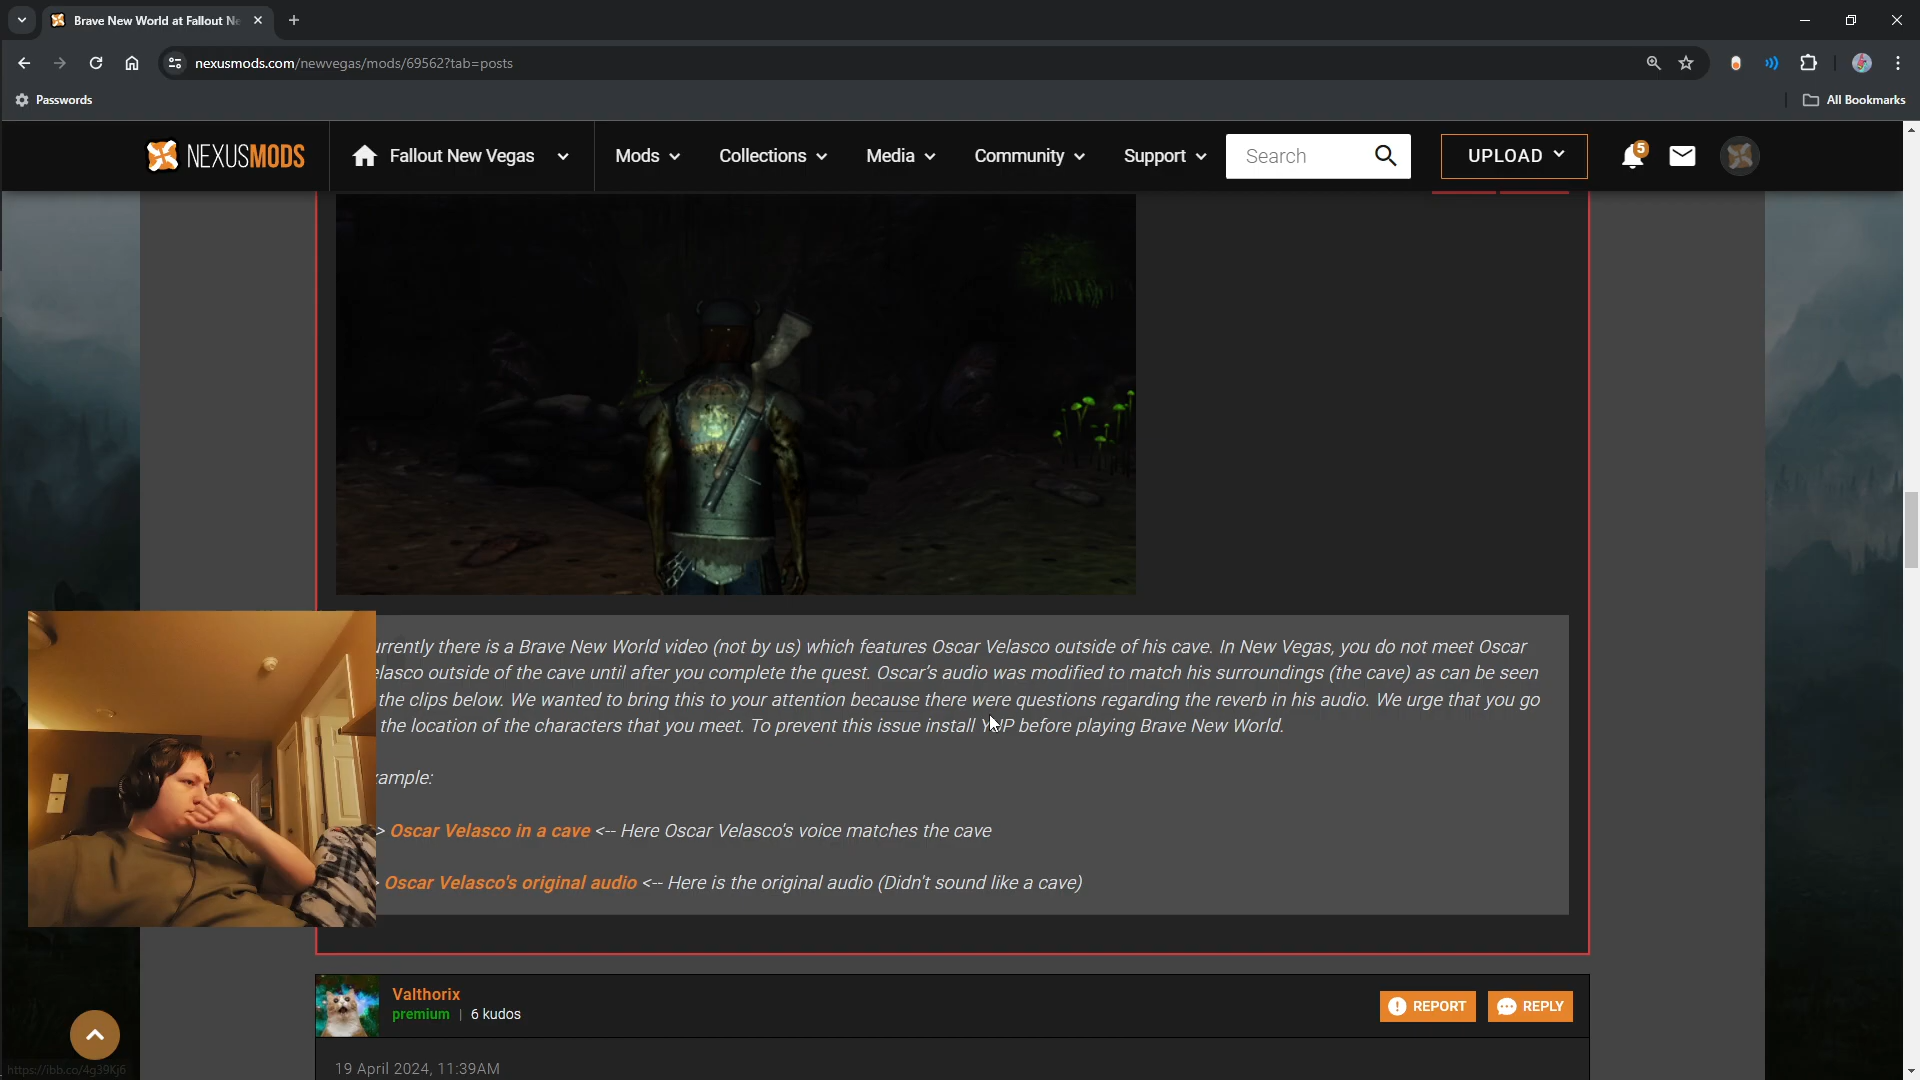 Brave New World at Fallout Ne
nexusmods.com/newvegas/mods/69562?tab=posts
Passwords
All Bookmarks
NEXUSMODS
Fallout New Vegas
Mods
Collections
Media
Community
Support
Search
UPLOAD
5
urrently there is a Brave New World video (not by us) which features Oscar Velasco outside of his cave. In New Vegas, you do not meet Oscar
elasco outside of the cave until after you complete the quest. Oscar's audio was modified to match his surroundings (the cave) as can be seen
the clips below. We wanted to bring this to your attention because there were questions regarding the reverb in his audio. We urge that you go
the location of the characters that you meet. To prevent this issue install YUP before playing Brave New World.
ample:
> Oscar Velasco in a cave <-- Here Oscar Velasco's voice matches the cave
Oscar Velasco's original audio <-- Here is the original audio (Didn't sound like a cave)
Valthorix
premium | 6 kudos
REPORT
REPLY
19 April 2024, 11:39AM
https://ibb.co/4g39Kj6